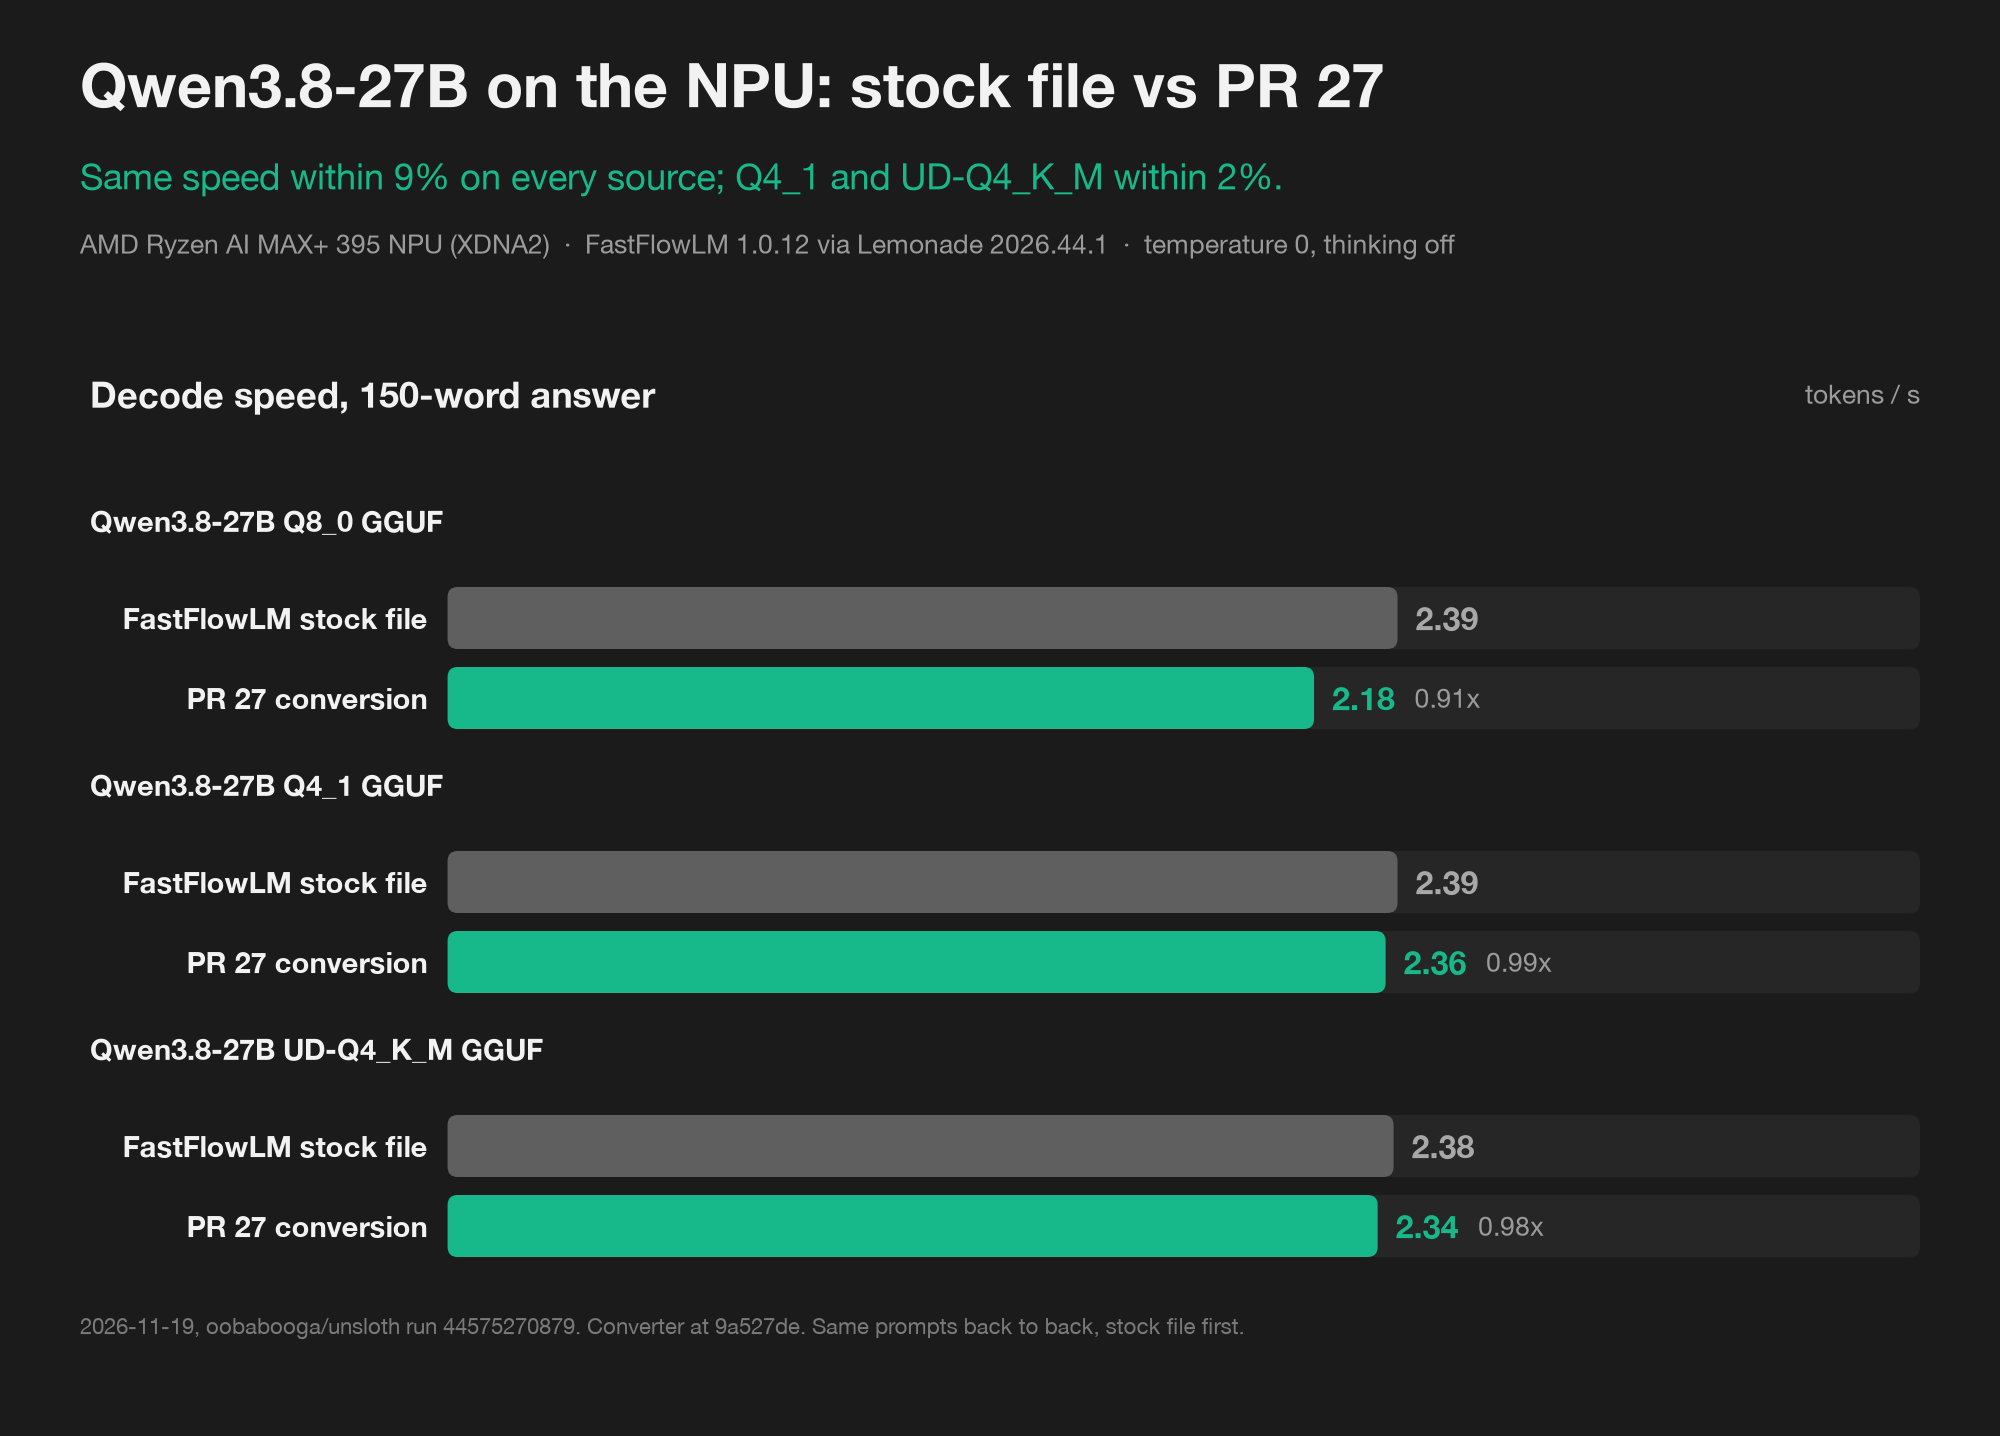 Qwen3.8-27B on the NPU: stock file vs PR 27
Same speed within 9% on every source; Q4_1 and UD-Q4_K_M within 2%.
AMD Ryzen AI MAX+ 395 NPU (XDNA2) · FastFlowLM 1.0.12 via Lemonade 2026.44.1 · temperature 0, thinking off
Decode speed, 150-word answer tokens / s
Qwen3.8-27B Q8_0 GGUF
FastFlowLM stock file 2.39
PR 27 conversion 2.18 0.91x
Qwen3.8-27B Q4_1 GGUF
FastFlowLM stock file 2.39
PR 27 conversion 2.36 0.99x
Qwen3.8-27B UD-Q4_K_M GGUF
FastFlowLM stock file 2.38
PR 27 conversion 2.34 0.98x
2026-11-19, oobabooga/unsloth run 44575270879. Converter at 9a527de. Same prompts back to back, stock file first.